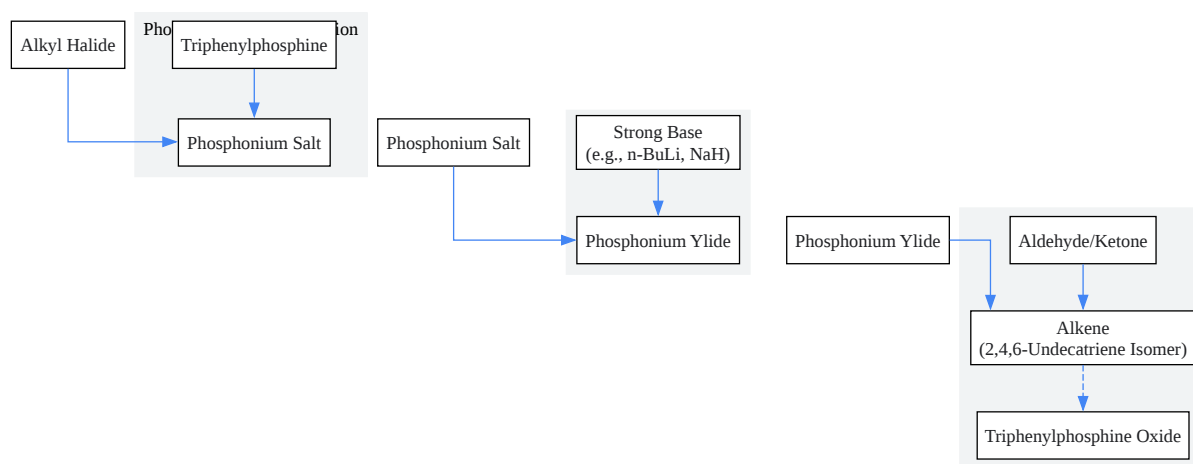 Alkyl Halide
Triphenylphosphine
Phosphonium Salt
Phosphonium Salt
Strong Base
(e.g., n-BuLi, NaH)
Phosphonium Ylide
Phosphonium Ylide
Aldehyde/Ketone
Alkene
(2,4,6-Undecatriene Isomer)
Triphenylphosphine Oxide